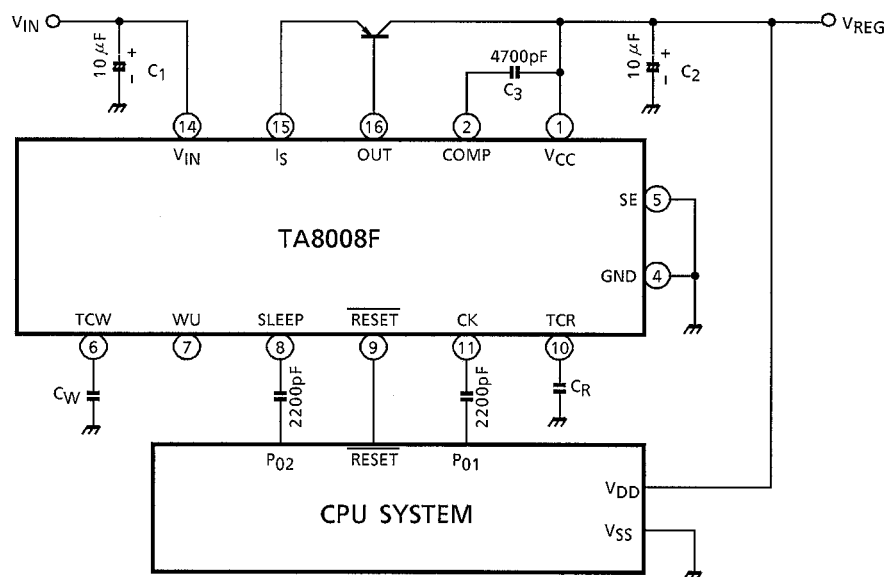 VIN
VREG
10 μF
+
−
C1
4700pF
C3
10 μF
+
−
C2
14
15
16
2
1
VIN
IS
OUT
COMP
VCC
SE
5
TA8008F
GND
4
TCW
WU
SLEEP
RESET
CK
TCR
6
7
8
9
11
10
CW
2200pF
2200pF
CR
P02
RESET
P01
VDD
CPU SYSTEM
VSS